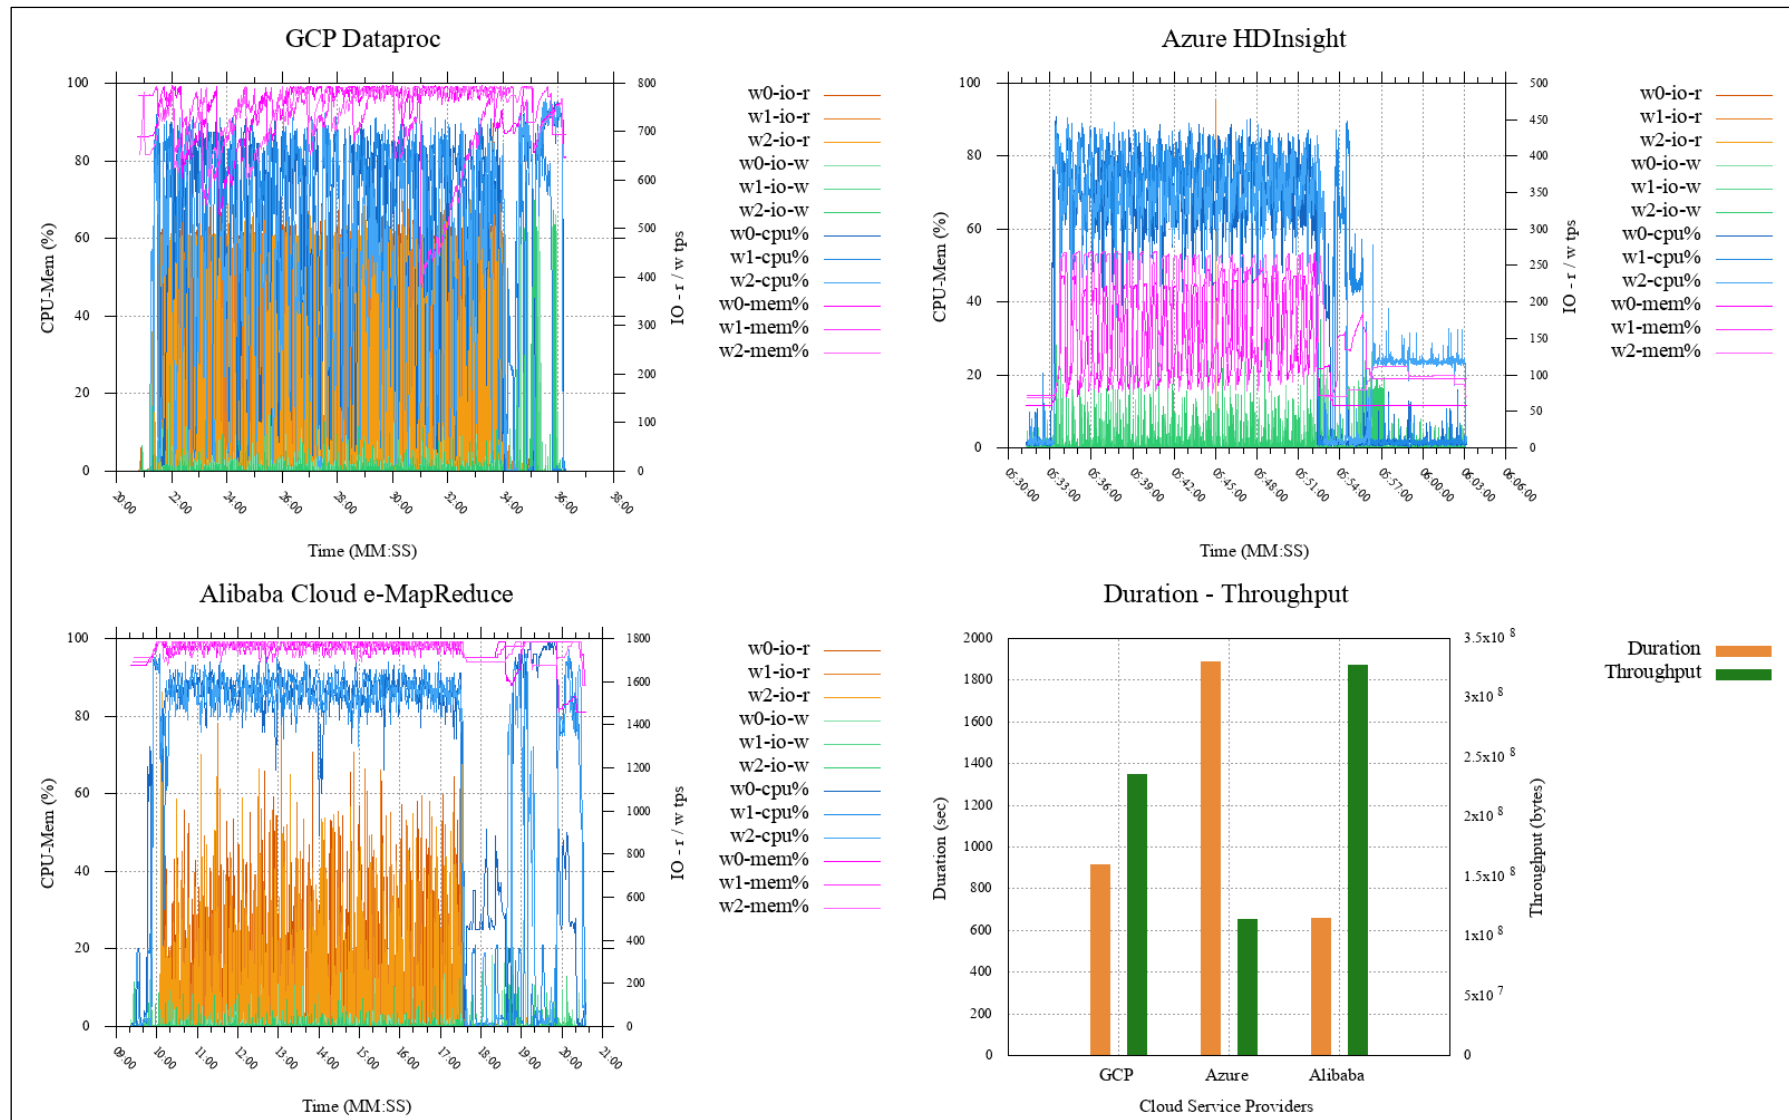 GCP Dataproc
100
80
60
40
20
0
CPU-Mem (%)
800
700
600
500
400
300
200
100
0
IO - r / w tps
20:00
22:00
24:00
26:00
28:00
30:00
32:00
34:00
36:00
38:00
Time (MM:SS)
w0-io-r
w1-io-r
w2-io-r
w0-io-w
w1-io-w
w2-io-w
w0-cpu%
w1-cpu%
w2-cpu%
w0-mem%
w1-mem%
w2-mem%
Azure HDInsight
100
80
60
40
20
0
CPU-Mem (%)
500
450
400
350
300
250
200
150
100
50
0
IO - r / w tps
05:30:00
05:33:00
05:36:00
05:39:00
05:42:00
05:45:00
05:48:00
05:51:00
05:54:00
05:57:00
06:00:00
06:03:00
06:06:00
Time (MM:SS)
w0-io-r
w1-io-r
w2-io-r
w0-io-w
w1-io-w
w2-io-w
w0-cpu%
w1-cpu%
w2-cpu%
w0-mem%
w1-mem%
w2-mem%
Alibaba Cloud e-MapReduce
100
80
60
40
20
0
CPU-Mem (%)
1800
1600
1400
1200
1000
800
600
400
200
0
IO - r / w tps
09:00
10:00
11:00
12:00
13:00
14:00
15:00
16:00
17:00
18:00
19:00
20:00
21:00
Time (MM:SS)
w0-io-r
w1-io-r
w2-io-r
w0-io-w
w1-io-w
w2-io-w
w0-cpu%
w1-cpu%
w2-cpu%
w0-mem%
w1-mem%
w2-mem%
Duration - Throughput
2000
1800
1600
1400
1200
1000
800
600
400
200
0
Duration (sec)
3.5x10 8
3x10 8
2.5x10 8
2x10 8
1.5x10 8
1x10 8
5x10 7
0
Throughput (bytes)
GCP
Azure
Alibaba
Cloud Service Providers
Duration
Throughput